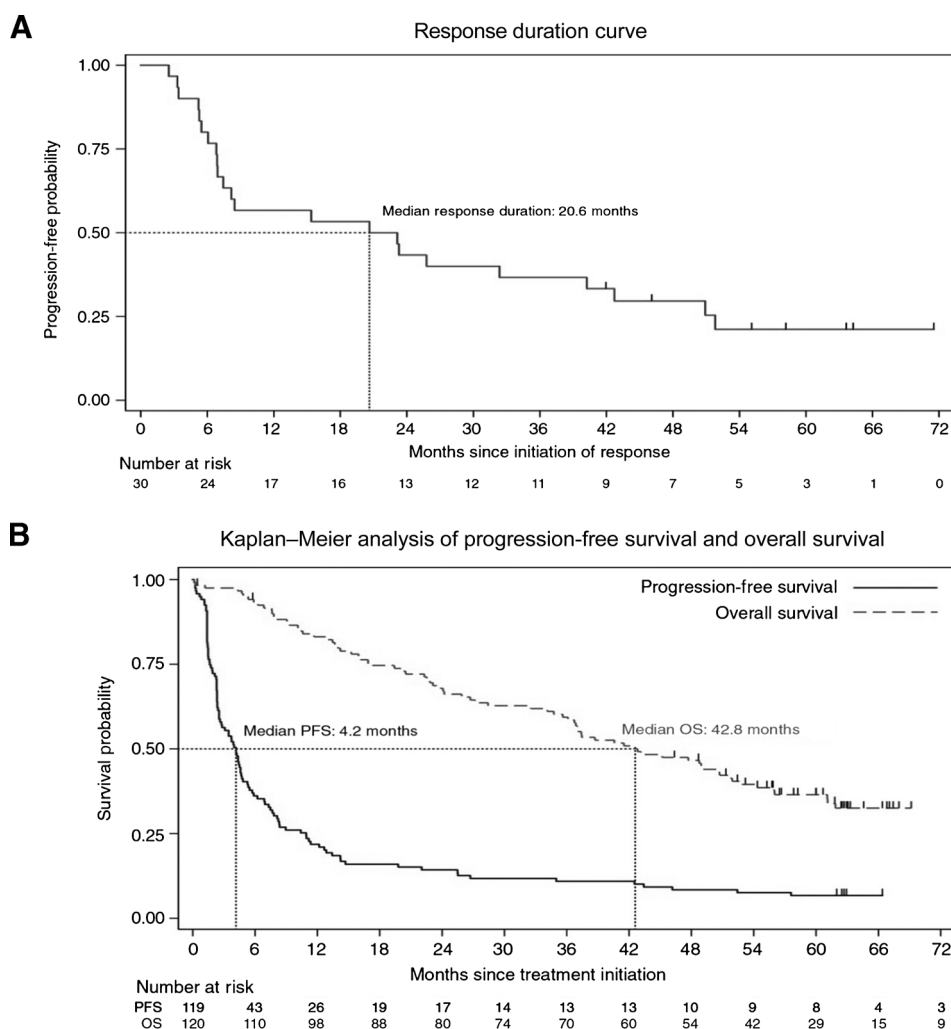 A
Response duration curve
Progression-free probability
1.00
0.75
0.50
0.25
0.00
Median response duration: 20.6 months
0 6 12 18 24 30 36 42 48 54 60 66 72
Months since initiation of response
Number at risk
30 24 17 16 13 12 11 9 7 5 3 1 0
B
Kaplan–Meier analysis of progression-free survival and overall survival
Survival probability
1.00
0.75
0.50
0.25
0.00
Progression-free survival
Overall survival
Median PFS: 4.2 months
Median OS: 42.8 months
0 6 12 18 24 30 36 42 48 54 60 66 72
Months since treatment initiation
Number at risk
PFS 119 43 26 19 17 14 13 13 10 9 8 4 3
OS 120 110 98 88 80 74 70 60 54 42 29 15 9